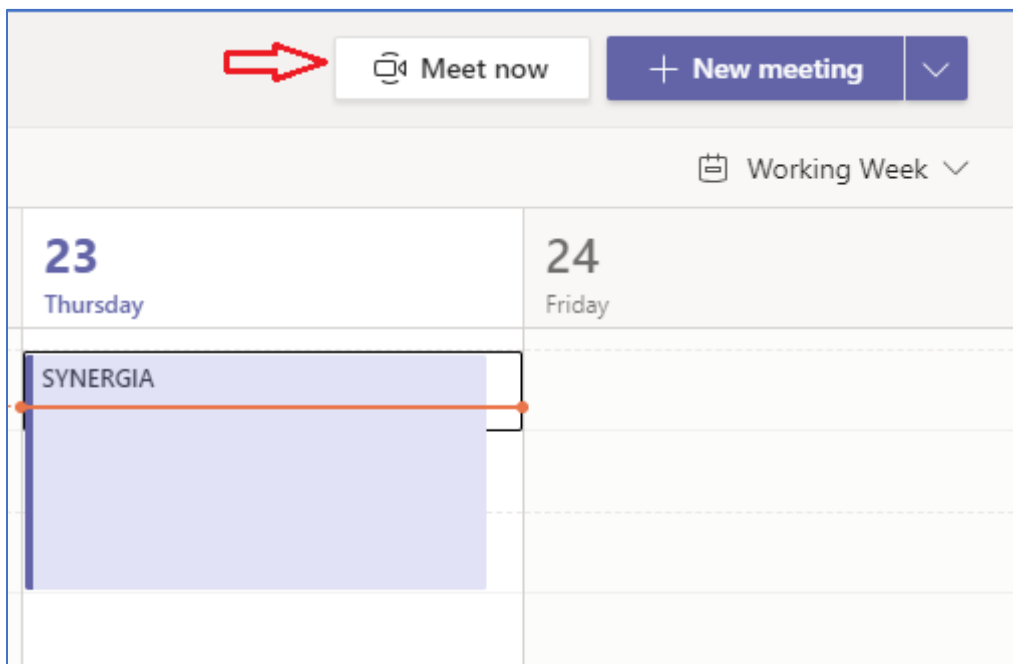 Meet now
New meeting
Working Week
23
Thursday
24
Friday
SYNERGIA